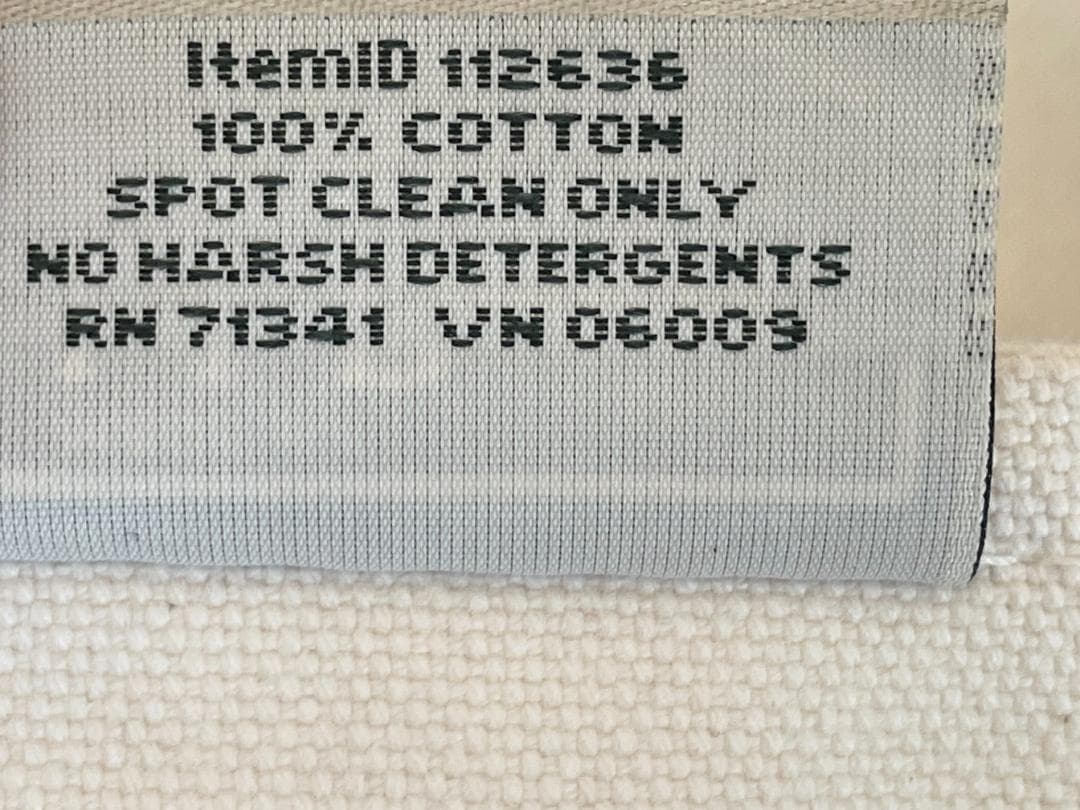 ItemID 112636
100% COTTON
SPOT CLEAN ONLY
NO HARSH DETERGENTS
RN 71341 VN 06009